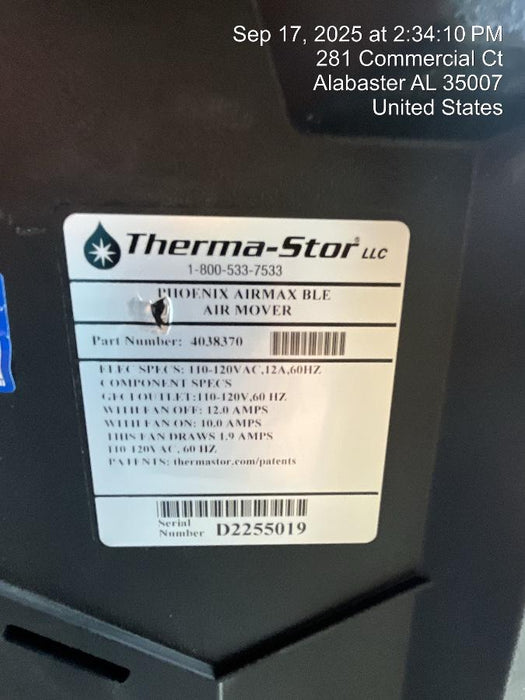 Sep 17, 2025 at 2:34:10 PM
281 Commercial Ct
Alabaster AL 35007
United States
Therma-Stor® LLC
1-800-533-7533
PHOENIX AIRMAX BLE
AIR MOVER
Part Number: 4038370
ELEC SPECS: 110-120VAC,12A,60HZ
COMPONENT SPECS
GFCI OUTLET:110-120V,60 HZ
WITH FAN OFF: 12.0 AMPS
WITH FAN ON: 10.0 AMPS
THIS FAN DRAWS 1.9 AMPS
110-120V AC, 60 HZ
PATENTS: thermastor.com/patents
Serial
Number D2255019